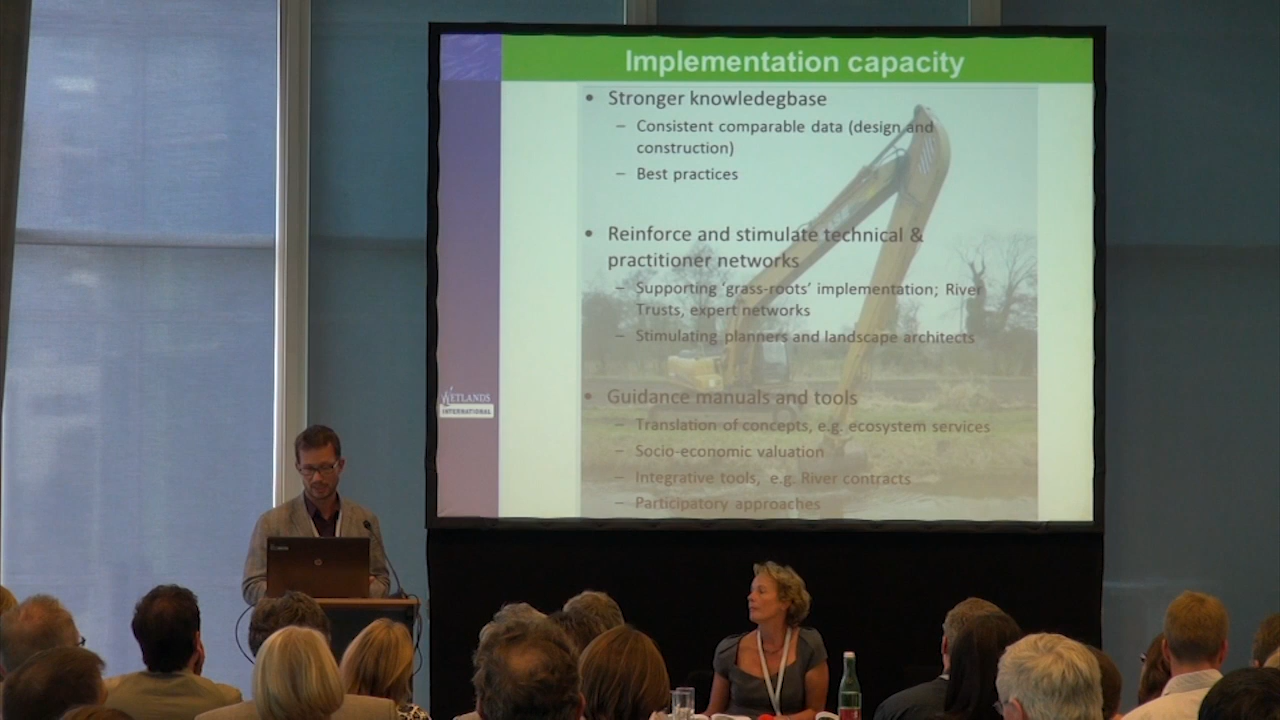 Implementation capacity
• Stronger knowledegbase
– Consistent comparable data (design and
construction)
– Best practices
• Reinforce and stimulate technical &
practitioner networks
– Supporting 'grass-roots' implementation; River
Trusts, expert networks
– Stimulating planners and landscape architects
• Guidance manuals and tools
– Translation of concepts, e.g. ecosystem services
– Socio-economic valuation
– Integrative tools, e.g. River contracts
– Participatory approaches
WETLANDS
INTERNATIONAL